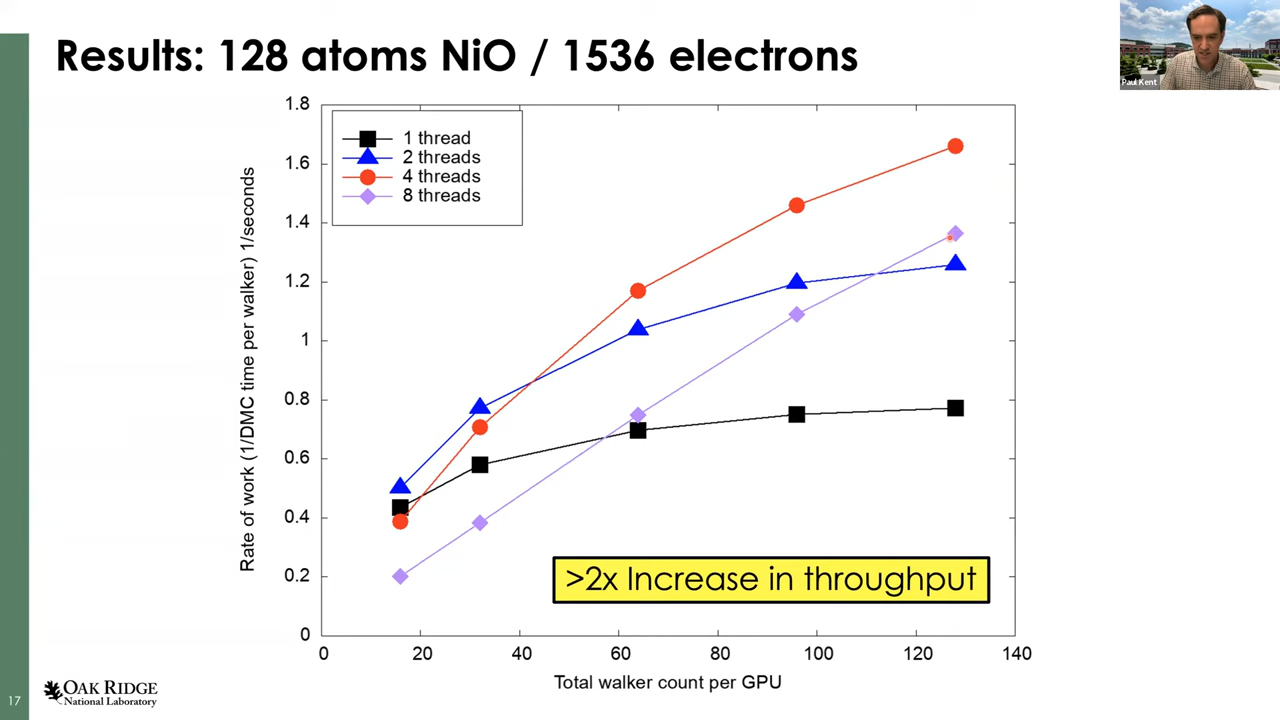 Results: 128 atoms NiO / 1536 electrons
Paul Kent
1 thread
2 threads
4 threads
8 threads
Rate of work (1/DMC time per walker) 1/seconds
1.8
1.6
1.4
1.2
1
0.8
0.6
0.4
0.2
0
>2x Increase in throughput
0 20 40 60 80 100 120 140
Total walker count per GPU
17
OAK RIDGE
National Laboratory